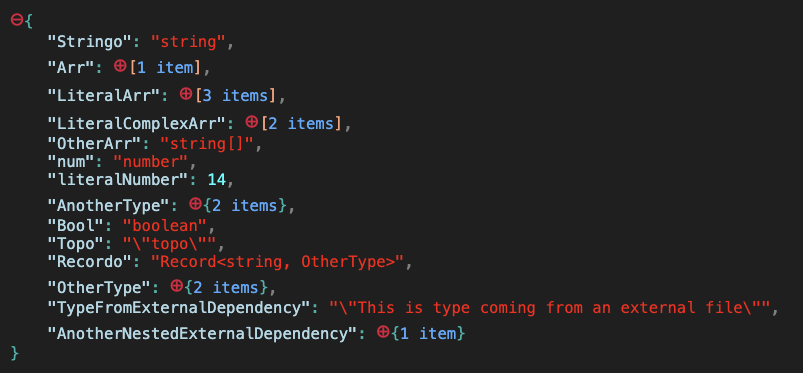 {
"Stringo": "string",
"Arr": [1 item],
"LiteralArr": [3 items],
"LiteralComplexArr": [2 items],
"OtherArr": "string[]",
"num": "number",
"literalNumber": 14,
"AnotherType": {2 items},
"Bool": "boolean",
"Topo": "\"topo\"",
"Recordo": "Record<string, OtherType>",
"OtherType": {2 items},
"TypeFromExternalDependency": "\"This is type coming from an external file\"",
"AnotherNestedExternalDependency": {1 item}
}